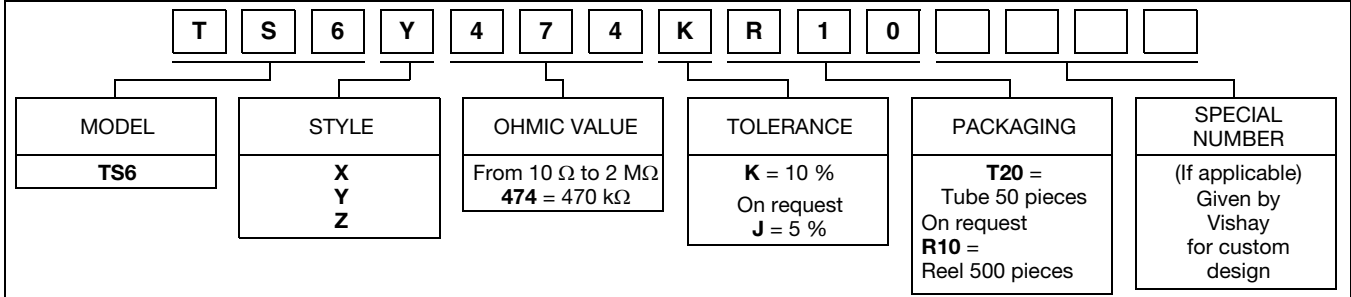 T S 6 Y 4 7 4 K R 1 0
MODEL
TS6
STYLE
X
Y
Z
OHMIC VALUE
From 10 Ω to 2 MΩ
474 = 470 kΩ
TOLERANCE
K = 10 %
On request
J = 5 %
PACKAGING
T20 =
Tube 50 pieces
On request
R10 =
Reel 500 pieces
SPECIAL
NUMBER
(If applicable)
Given by
Vishay
for custom
design